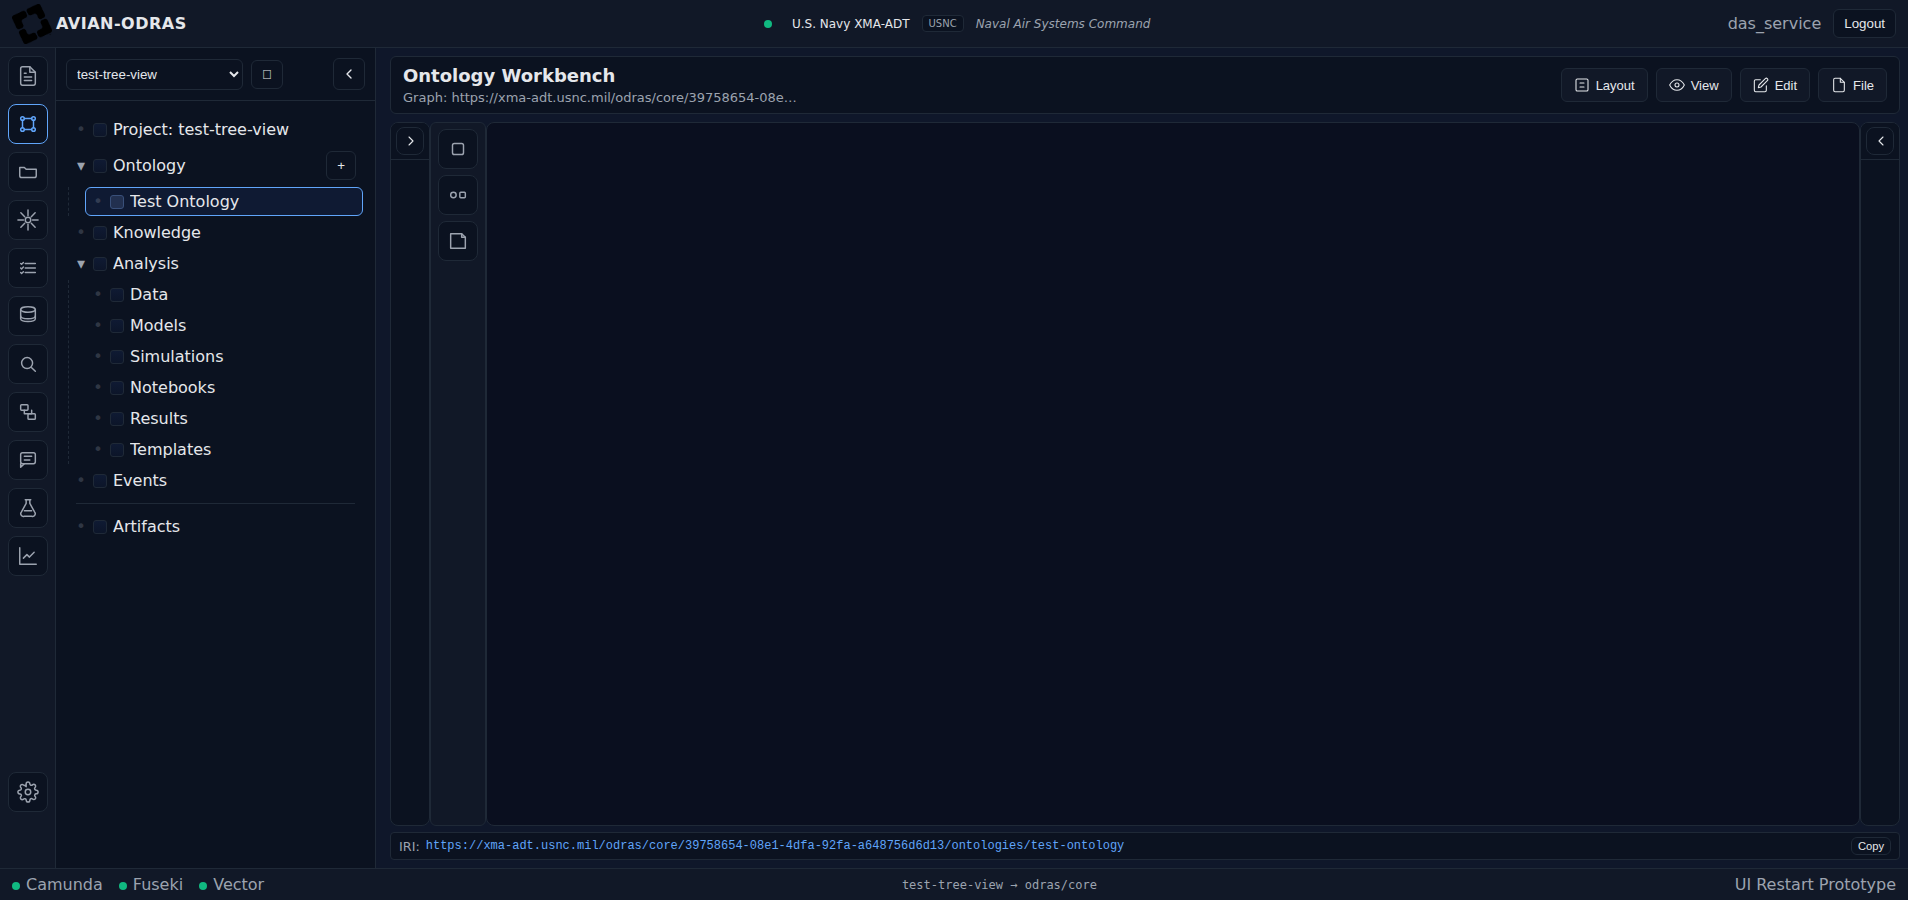 AVIAN-ODRAS
U.S. Navy XMA-ADT USNC Naval Air Systems Command
das_service Logout
test-tree-view
Project: test-tree-view
Ontology +
Test Ontology
Knowledge
Analysis
Data
Models
Simulations
Notebooks
Results
Templates
Events
Artifacts
Ontology Workbench
Graph: https://xma-adt.usnc.mil/odras/core/39758654-08e...
Layout View Edit File
IRI: https://xma-adt.usnc.mil/odras/core/39758654-08e1-4dfa-92fa-a648756d6d13/ontologies/test-ontology Copy
Camunda Fuseki Vector
test-tree-view → odras/core
UI Restart Prototype